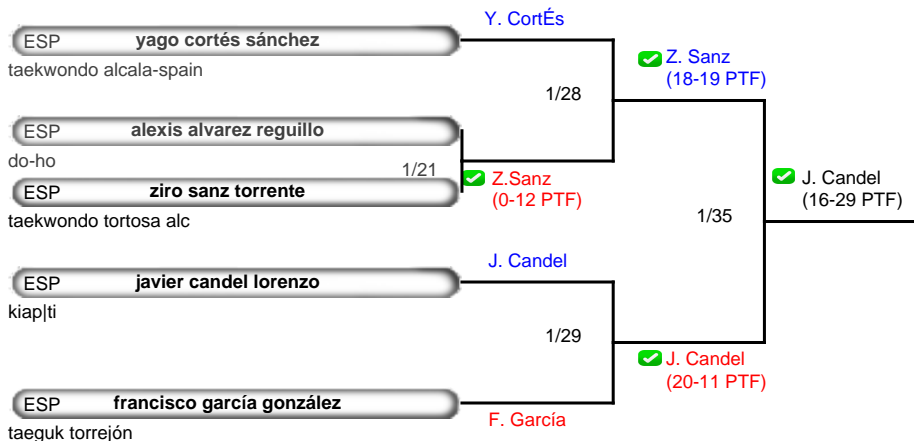 Y. CortÉs
ESP yago cortés sánchez
taekwondo alcala-spain
Z. Sanz
(18-19 PTF)
1/28
ESP alexis alvarez reguillo
do-ho
1/21
Z.Sanz
(0-12 PTF)
ESP ziro sanz torrente
taekwondo tortosa alc
J. Candel
(16-29 PTF)
1/35
J. Candel
ESP javier candel lorenzo
kiap|ti
1/29
J. Candel
(20-11 PTF)
ESP francisco garcía gonzález
F. García
taeguk torrejón